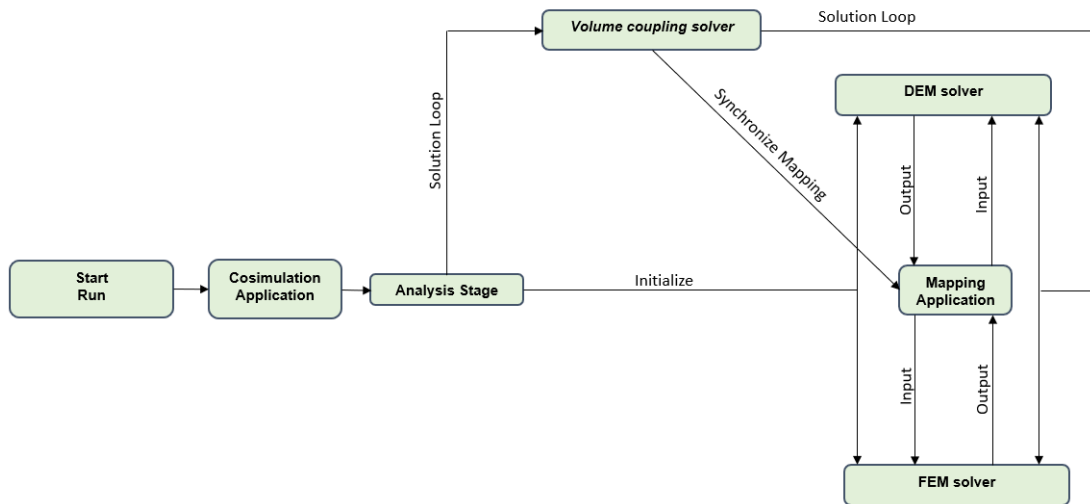 Volume coupling solver
Solution Loop
DEM solver
Synchronize Mapping
Solution Loop
Output
Input
Start
Run
Cosimulation
Application
Analysis Stage
Initialize
Mapping
Application
Input
Output
FEM solver